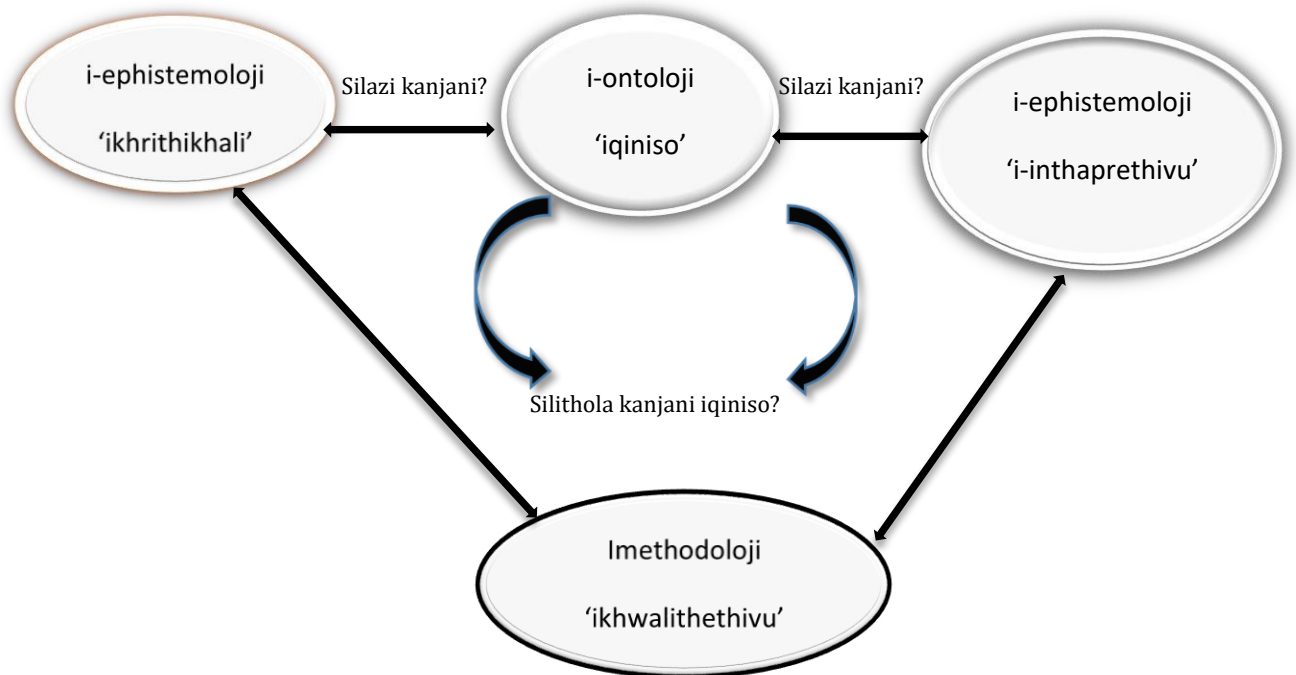 i-ephistemoloji
‘ikhrithikhali’
Silazi kanjani?
i-ontoloji
‘iqiniso’
Silazi kanjani?
i-ephistemoloji
‘i-inthaprethivu’
Silithola kanjani iqiniso?
Imethodoloji
‘ikhwalithethivu’